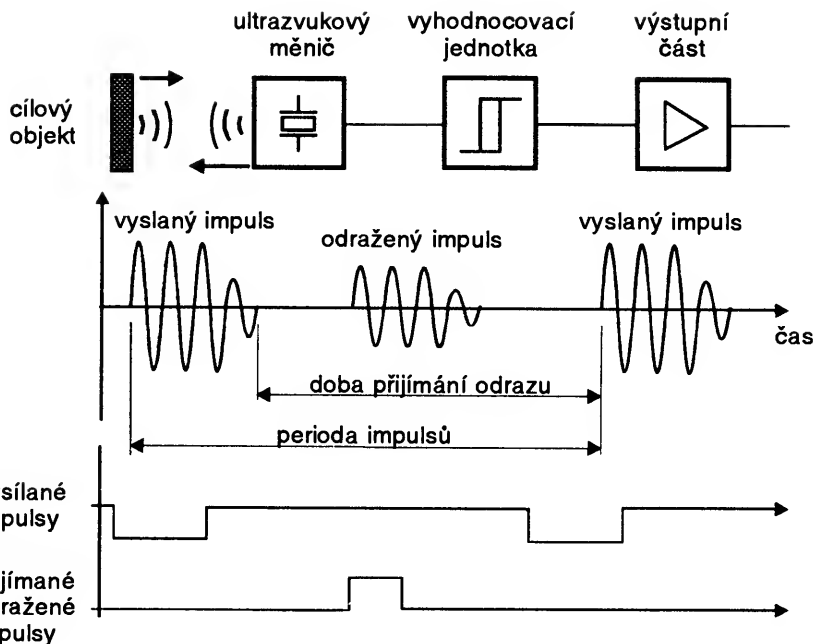 ultrazvukový
měnič
vyhodnocovací
jednotka
výstupní
část
cílový
objekt
vyslaný impuls
odražený impuls
vyslaný impuls
čas
doba přijímání odrazu
perioda impulsů
sílané
pulsy
jímané
ražené
pulsy